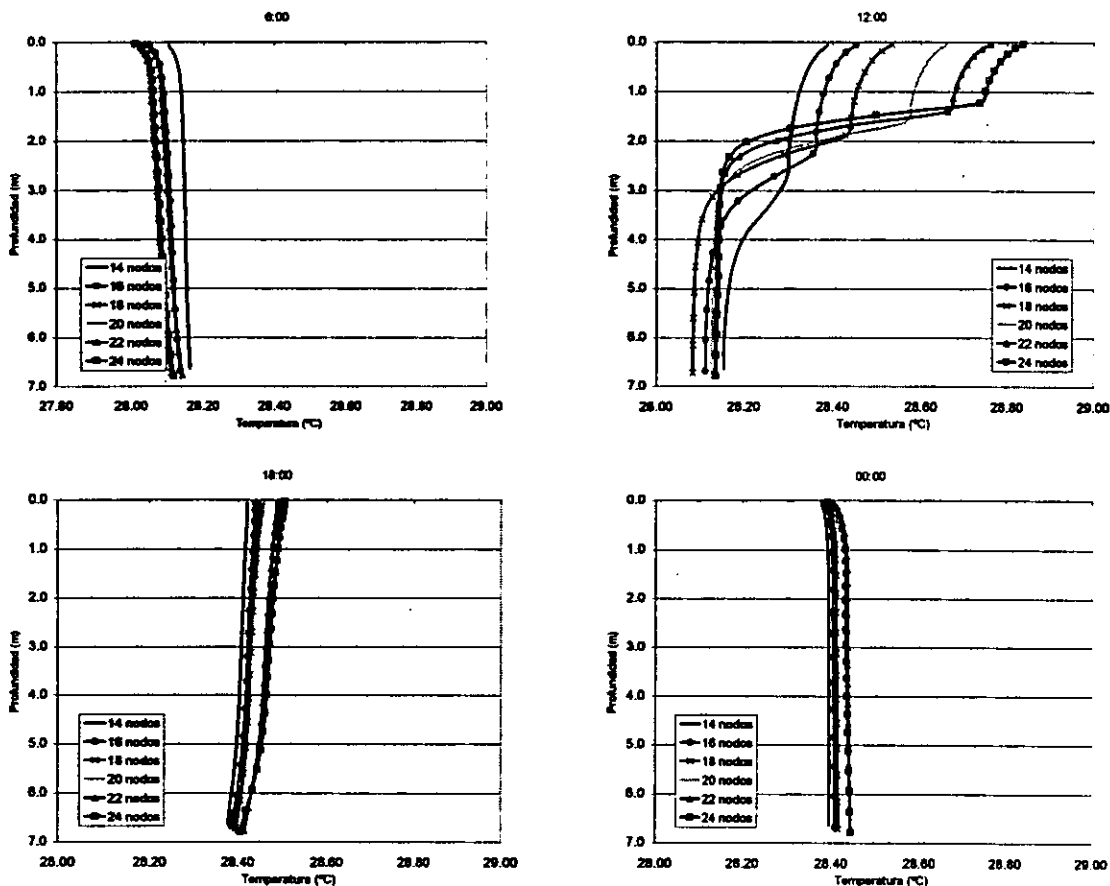 6:00
0.0
1.0
2.0
3.0
4.0
5.0
6.0
7.0
Profundidad (m)
14 nodos
16 nodos
18 nodos
20 nodos
22 nodos
24 nodos
27.80 28.00 28.20 28.40 28.60 28.80 29.00
Temperatura (°C)
12:00
0.0
1.0
2.0
3.0
4.0
5.0
6.0
7.0
Profundidad (m)
14 nodos
16 nodos
18 nodos
20 nodos
22 nodos
24 nodos
28.00 28.20 28.40 28.60 28.80 29.00
Temperatura (°C)
18:00
0.0
1.0
2.0
3.0
4.0
5.0
6.0
7.0
Profundidad (m)
14 nodos
16 nodos
18 nodos
20 nodos
22 nodos
24 nodos
28.00 28.20 28.40 28.60 28.80 29.00
Temperatura (°C)
00:00
0.0
1.0
2.0
3.0
4.0
5.0
6.0
7.0
Profundidad (m)
14 nodos
16 nodos
18 nodos
20 nodos
22 nodos
24 nodos
28.00 28.20 28.40 28.60 28.80 29.00
Temperatura (°C)